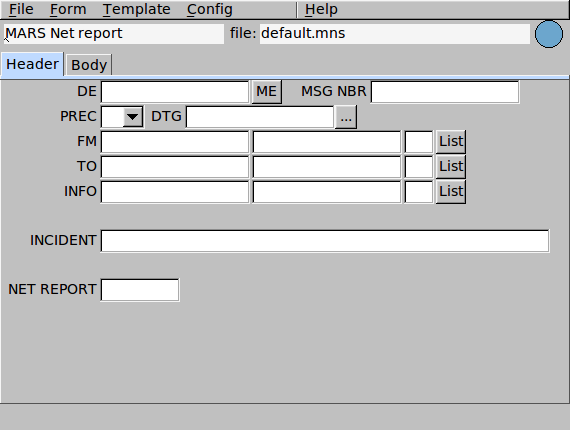 File Form Template Config Help
MARS Net report file: default.mns
Header Body
DE ME MSG NBR
PREC DTG ...
FM List
TO List
INFO List
INCIDENT
NET REPORT